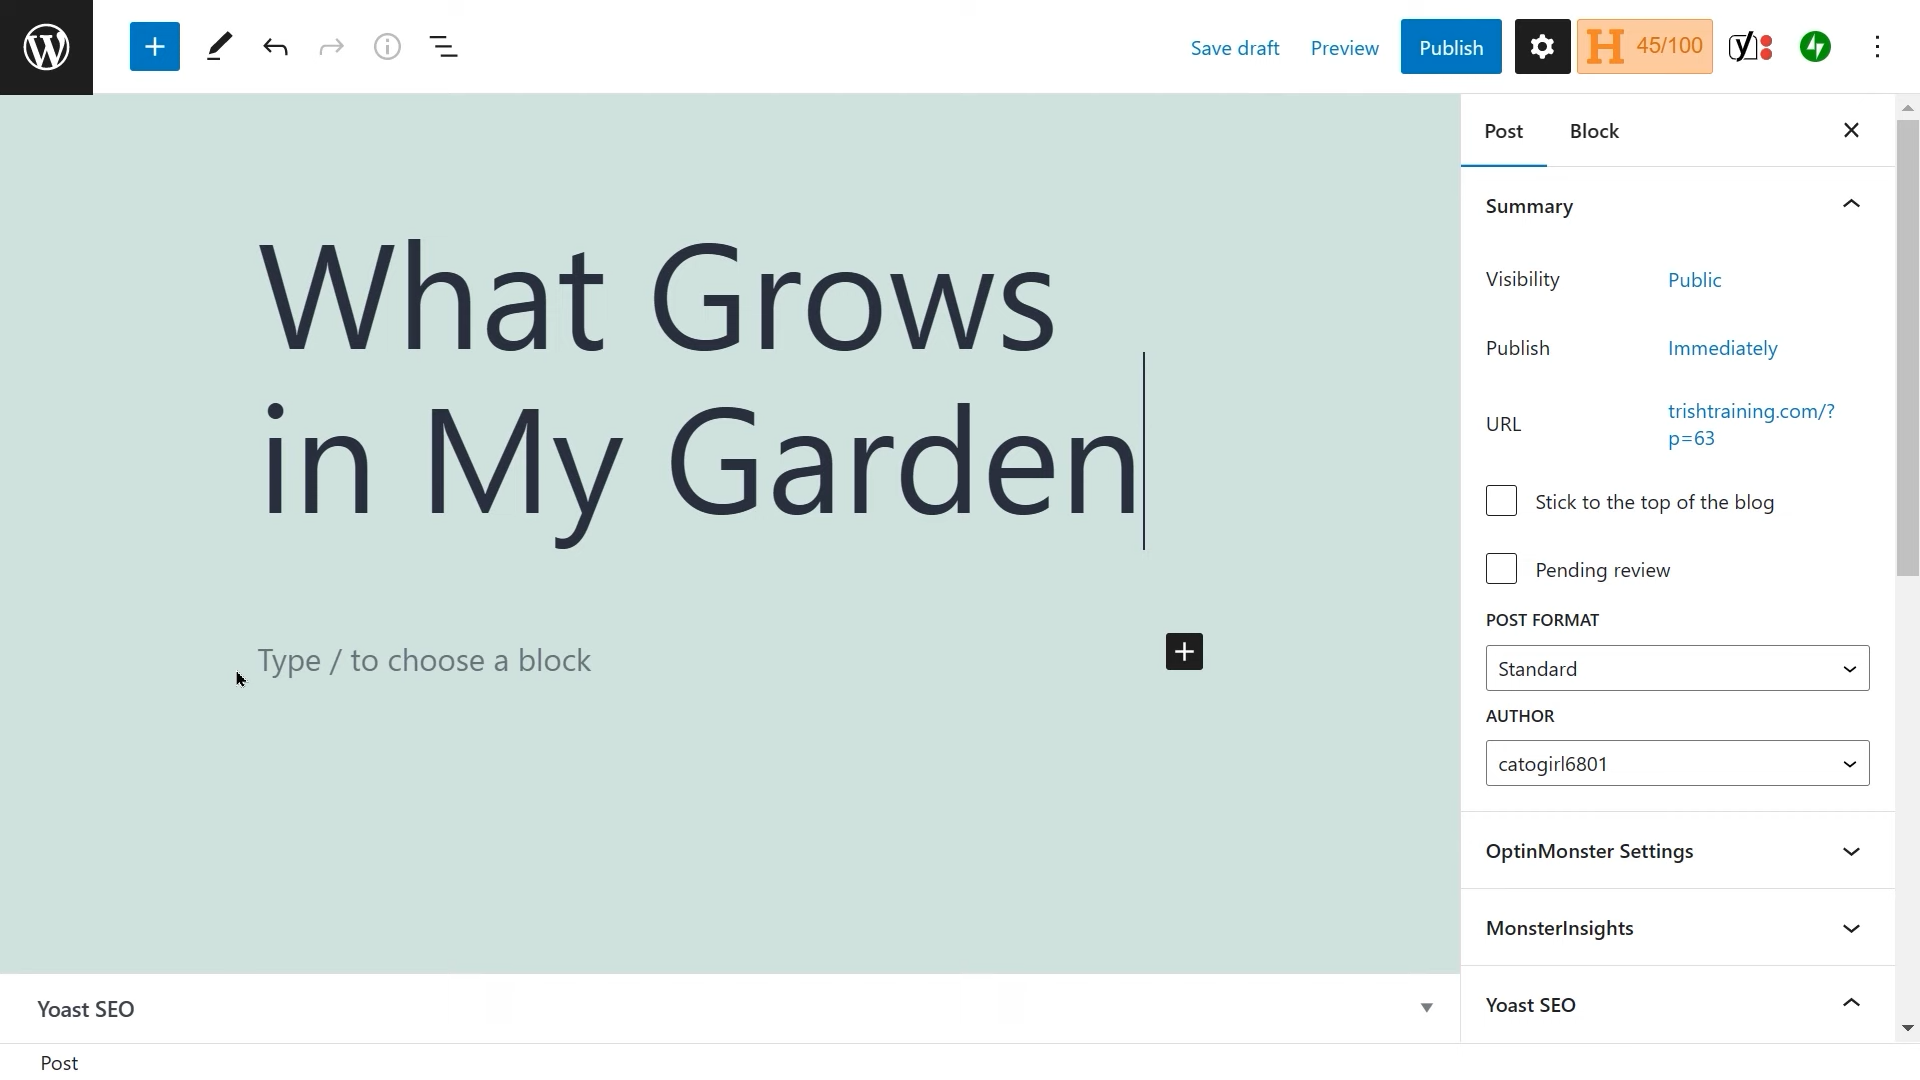 Save draft
Preview
Publish
45/100
What Grows
in My Garden
Type / to choose a block
Yoast SEO
Post
Post
Block
Summary
Visibility
Public
Publish
Immediately
URL
trishtraining.com/?
p=63
Stick to the top of the blog
Pending review
POST FORMAT
Standard
AUTHOR
catogirl6801
OptinMonster Settings
MonsterInsights
Yoast SEO